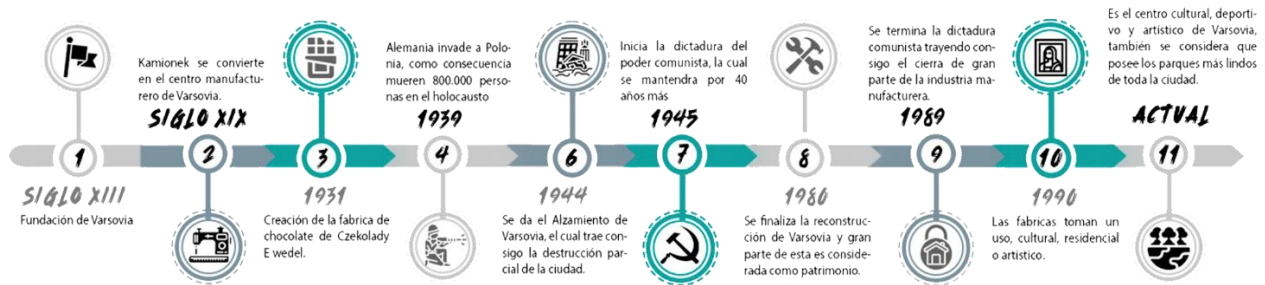 1
SIGLO XIII
Fundación de Varsovia
Kamionek se convierte
en el centro manufactu-
rero de Varsovia.
SIGLO XIX
2
3
1931
Creación de la fabrica de
chocolate de Czekolady
E wedel.
Alemania invade a Polo-
nia, como consecuencia
mueren 800.000 perso-
nas en el holocausto
1939
4
6
1944
Se da el Alzamiento de
Varsovia, el cual trae con-
sigo la destrucción par-
cial de la ciudad.
Inicia la dictadura del
poder comunista, la cual
se mantendra por 40
años más
1945
7
8
1980
Se finaliza la reconstruc-
ción de Varsovia y gran
parte de esta es conside-
rada como patrimonio.
Se termina la dictadura
comunista trayendo con-
sigo el cierra de gran
parte de la industria ma-
nufacturera.
1989
9
10
1990
Las fabricas toman un
uso, cultural, residencial
o artistico.
Es el centro cultural, deporti-
vo y artístico de Varsovia,
también se considera que
posee los parques más lindos
de toda la ciudad.
ACTUAL
11